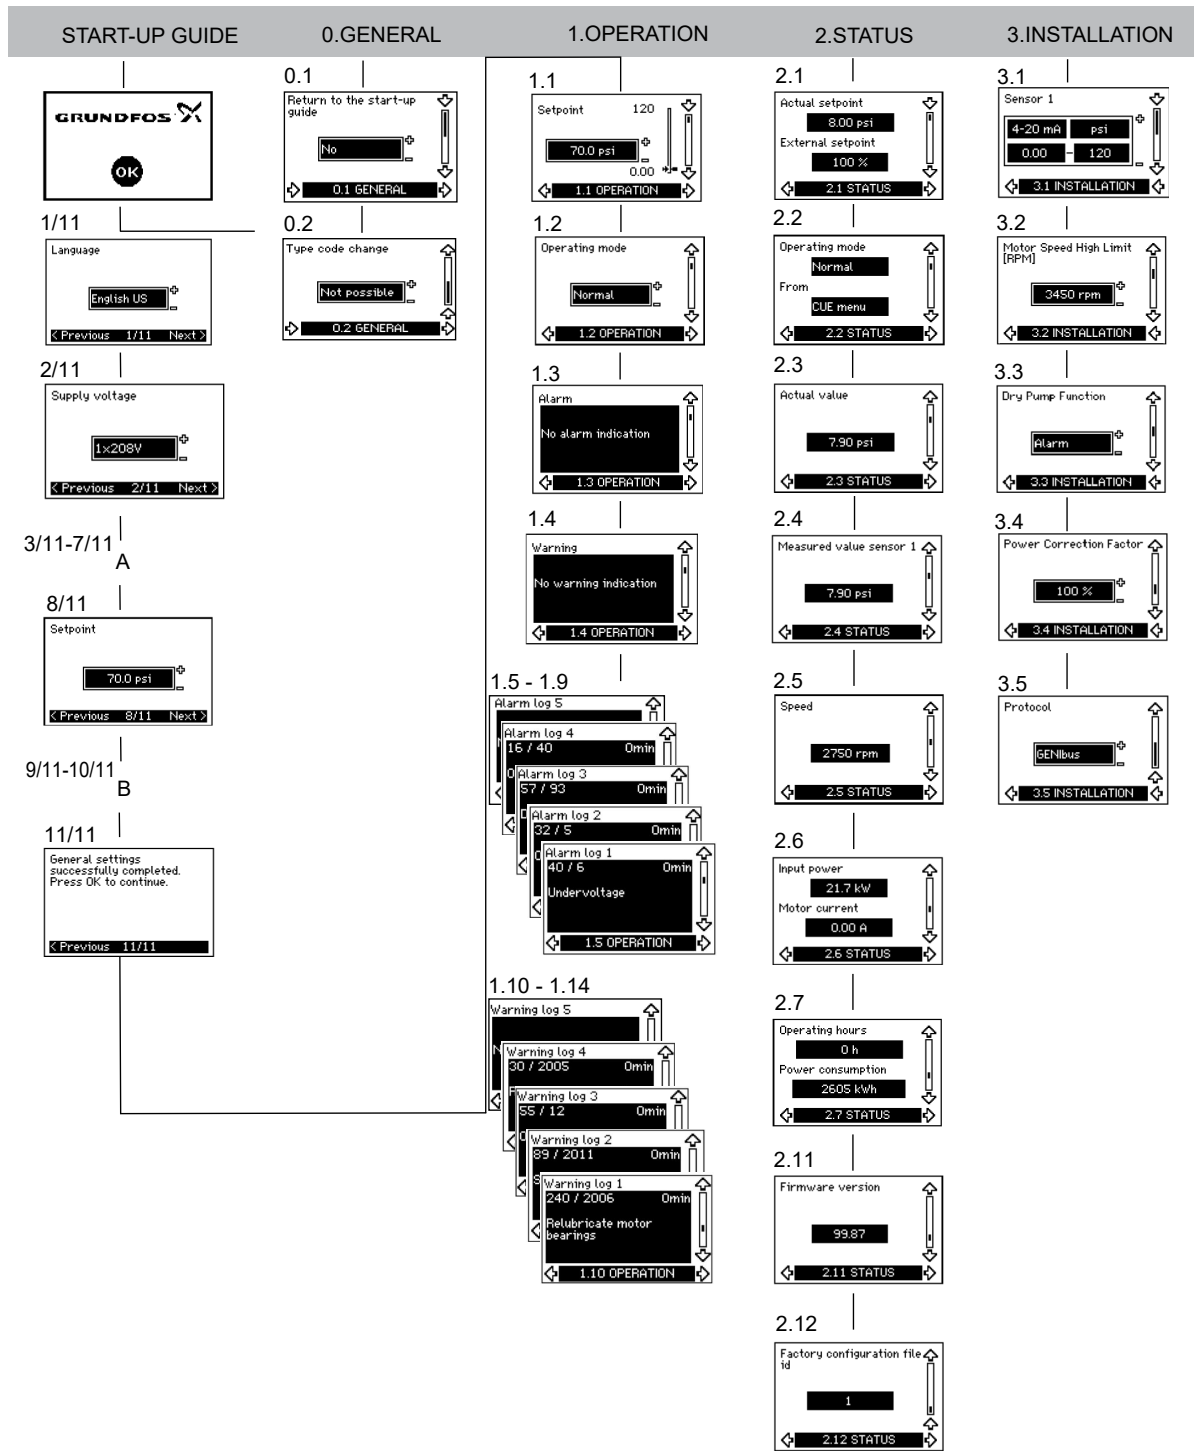 START-UP GUIDE
0.GENERAL
1.OPERATION
2.STATUS
3.INSTALLATION
GRUNDFOS
OK
1/11
Language
English US
< Previous 1/11 Next >
2/11
Supply voltage
1x208V
< Previous 2/11 Next >
3/11-7/11
A
8/11
Setpoint
70.0 psi
< Previous 8/11 Next >
9/11-10/11
B
11/11
General settings
successfully completed.
Press OK to continue.
< Previous 11/11
0.1
Return to the start-up
guide
No
0.1 GENERAL
0.2
Type code change
Not possible
0.2 GENERAL
1.1
Setpoint 120
70.0 psi
0.00
1.1 OPERATION
1.2
Operating mode
Normal
1.2 OPERATION
1.3
Alarm
No alarm indication
1.3 OPERATION
1.4
Warning
No warning indication
1.4 OPERATION
1.5 - 1.9
Alarm log 5
Alarm log 4
16 / 40 0min
Alarm log 3
57 / 93 0min
Alarm log 2
32 / 5 0min
Alarm log 1
40 / 6 0min
Undervoltage
1.5 OPERATION
1.10 - 1.14
Warning log 5
N
Warning log 4
30 / 2005 0min
Warning log 3
55 / 12 0min
Warning log 2
89 / 2011 0min
S
Warning log 1
240 / 2006 0min
Relubricate motor
bearings
1.10 OPERATION
2.1
Actual setpoint
8.00 psi
External setpoint
100 %
2.1 STATUS
2.2
Operating mode
Normal
From
CUE menu
2.2 STATUS
2.3
Actual value
7.90 psi
2.3 STATUS
2.4
Measured value sensor 1
7.90 psi
2.4 STATUS
2.5
Speed
2750 rpm
2.5 STATUS
2.6
Input power
21.7 kW
Motor current
0.00 A
2.6 STATUS
2.7
Operating hours
0 h
Power consumption
2605 kWh
2.7 STATUS
2.11
Firmware version
99.87
2.11 STATUS
2.12
Factory configuration file
id
1
2.12 STATUS
3.1
Sensor 1
4-20 mA psi
0.00 - 120
3.1 INSTALLATION
3.2
Motor Speed High Limit
[RPM]
3450 rpm
3.2 INSTALLATION
3.3
Dry Pump Function
Alarm
3.3 INSTALLATION
3.4
Power Correction Factor
100 %
3.4 INSTALLATION
3.5
Protocol
GENIbus
3.5 INSTALLATION